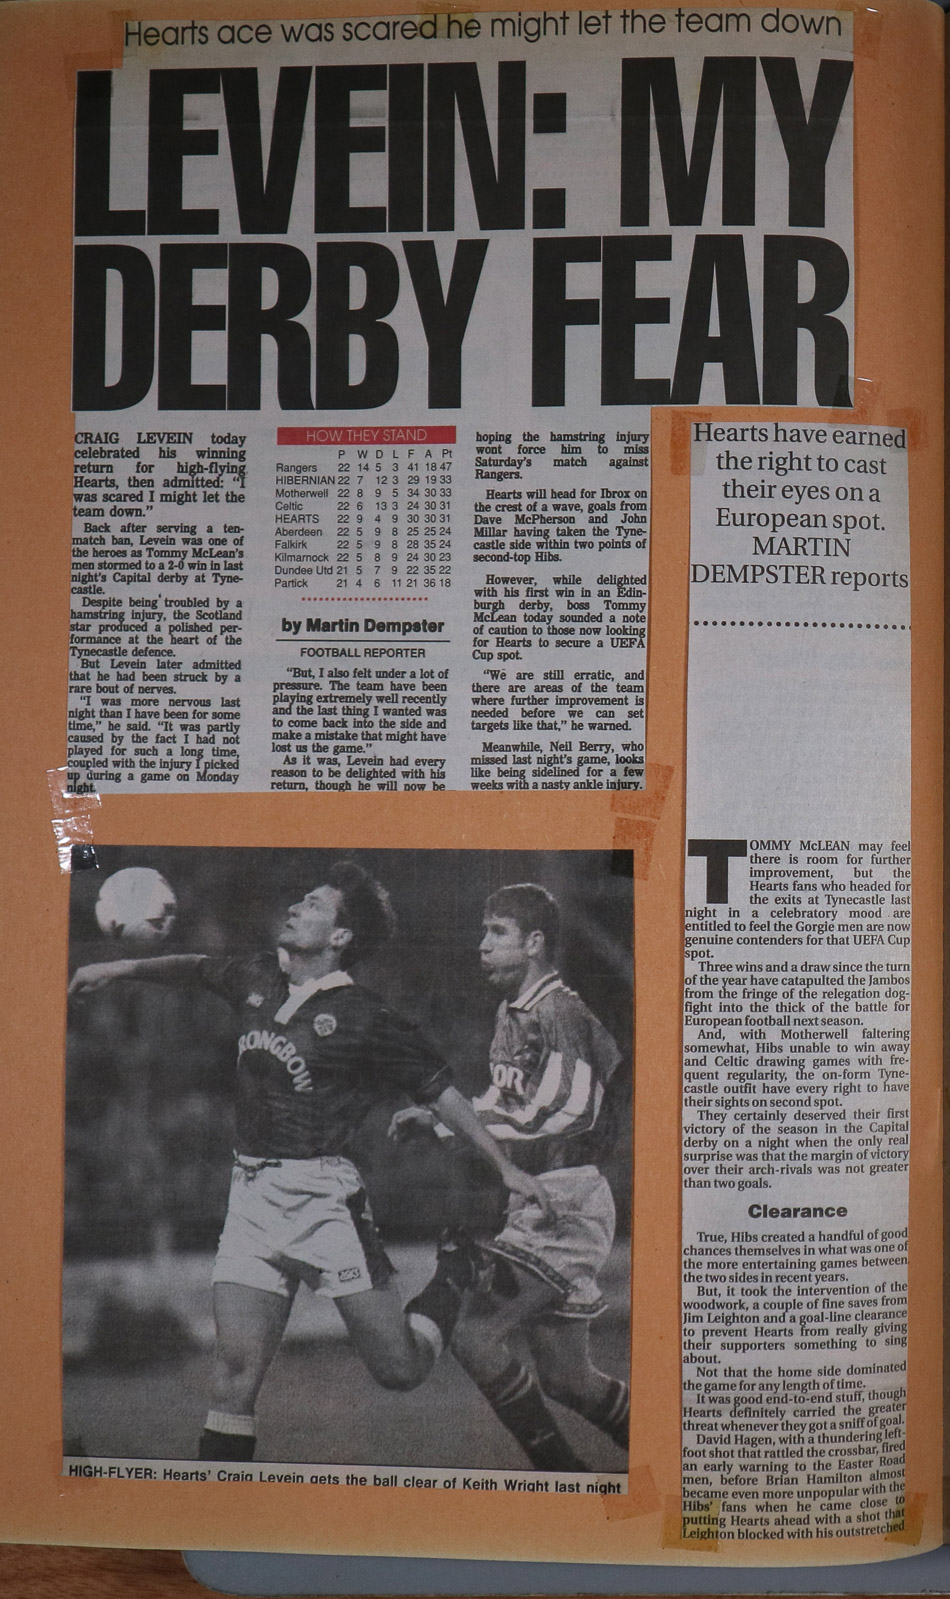 Hearts ace was scared he might let the team down
LEVEIN: MY
DERBY FEAR
CRAIG LEVEIN today
celebrated his winning
return for high-flying
Hearts, then admitted: "I
was scared I might let the
team down."
Back after serving a ten-
match ban, Levein was one of
the heroes as Tommy McLean's
men stormed to a 2-0 win in last
night's Capital derby at Tyne-
castle.
Despite being troubled by a
hamstring injury, the Scotland
star produced a polished per-
formance at the heart of the
Tynecastle defence.
But Levein later admitted
that he had been struck by a
rare bout of nerves.
"I was more nervous last
night than I have been for some
time," he said. "It was partly
caused by the fact I had not
played for such a long time,
coupled with the injury I picked
up during a game on Monday
night.
HOW THEY STAND
P W D L F A Pt
Rangers 22 14 5 3 41 18 47
HIBERNIAN 22 7 12 3 29 19 33
Motherwell 22 8 9 5 34 30 33
Celtic 22 6 13 3 24 30 31
HEARTS 22 9 4 9 30 30 31
Aberdeen 22 5 9 8 25 25 24
Falkirk 22 5 9 8 28 35 24
Kilmarnock 22 5 8 9 24 30 23
Dundee Utd 21 5 7 9 22 35 22
Partick 21 4 6 11 21 36 18
by Martin Dempster
FOOTBALL REPORTER
"But, I also felt under a lot of
pressure. The team have been
playing extremely well recently
and the last thing I wanted was
to come back into the side and
make a mistake that might have
lost us the game."
As it was, Levein had every
reason to be delighted with his
return, though he will now be
hoping the hamstring injury
wont force him to miss
Saturday's match against
Rangers.
Hearts will head for Ibrox on
the crest of a wave, goals from
Dave McPherson and John
Millar having taken the Tyne-
castle side within two points of
second-top Hibs.
However, while delighted
with his first win in an Edin-
burgh derby, boss Tommy
McLean today sounded a note
of caution to those now looking
for Hearts to secure a UEFA
Cup spot.
"We are still erratic, and
there are areas of the team
where further improvement is
needed before we can set
targets like that," he warned.
Meanwhile, Neil Berry, who
missed last night's game, looks
like being sidelined for a few
weeks with a nasty ankle injury.
Hearts have earned
the right to cast
their eyes on a
European spot.
MARTIN
DEMPSTER reports
TOMMY McLEAN may feel
there is room for further
improvement, but the
Hearts fans who headed for
the exits at Tynecastle last
night in a celebratory mood are
entitled to feel the Gorgie men are now
genuine contenders for that UEFA Cup
spot.
Three wins and a draw since the turn
of the year have catapulted the Jambos
from the fringe of the relegation dog-
fight into the thick of the battle for
European football next season.
And, with Motherwell faltering
somewhat, Hibs unable to win away
and Celtic drawing games with fre-
quent regularity, the on-form Tyne-
castle outfit have every right to have
their sights on second spot.
They certainly deserved their first
victory of the season in the Capital
derby on a night when the only real
surprise was that the margin of victory
over their arch-rivals was not greater
than two goals.
Clearance
True, Hibs created a handful of good
chances themselves in what was one of
the more entertaining games between
the two sides in recent years.
But, it took the intervention of the
woodwork, a couple of fine saves from
Jim Leighton and a goal-line clearance
to prevent Hearts from really giving
their supporters something to sing
about.
Not that the home side dominated
the game for any length of time.
It was good end-to-end stuff, though
Hearts definitely carried the greater
threat whenever they got a sniff of goal.
David Hagen, with a thundering left-
foot shot that rattled the crossbar, fired
an early warning to the Easter Road
men, before Brian Hamilton almost
became even more unpopular with the
Hibs' fans when he came close to
putting Hearts ahead with a shot that
Leighton blocked with his outstretched
RONGBOW
asics
HIGH-FLYER: Hearts' Craig Levein gets the ball clear of Keith Wright last night